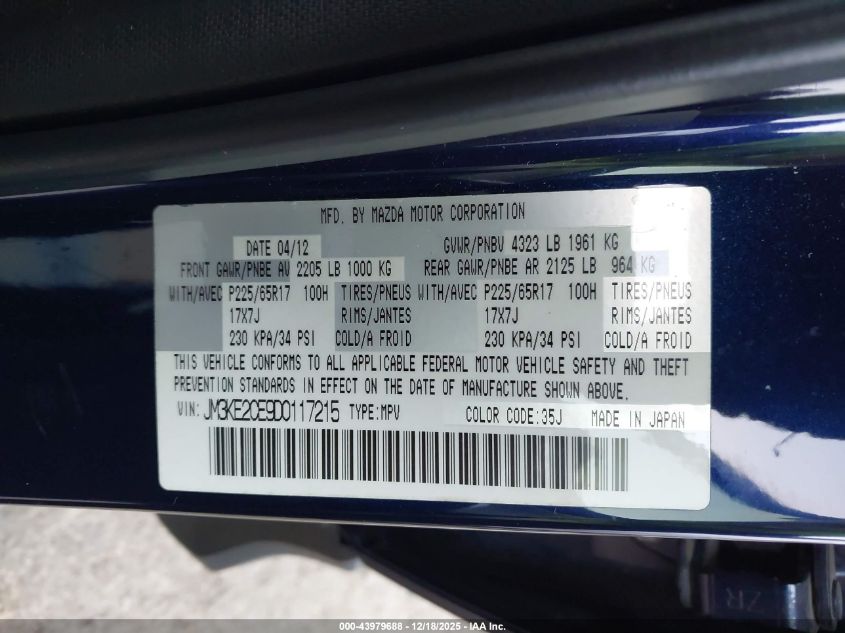 MFD. BY MAZDA MOTOR CORPORATION
DATE 04/12 GVWR/PNBV 4323 LB 1961 KG
FRONT GAWR/PNBE AV 2205 LB 1000 KG REAR GAWR/PNBE AR 2125 LB 964 KG
WITH/AVEC P225/65R17 100H TIRES/PNEUS WITH/AVEC P225/65R17 100H TIRES/PNEUS
17X7J RIMS/JANTES 17X7J RIMS/JANTES
230 KPA/34 PSI COLD/A FROID 230 KPA/34 PSI COLD/A FROID
THIS VEHICLE CONFORMS TO ALL APPLICABLE FEDERAL MOTOR VEHICLE SAFETY AND THEFT
PREVENTION STANDARDS IN EFFECT ON THE DATE OF MANUFACTURE SHOWN ABOVE.
VIN: JM3KE2CE9D0117215 TYPE:MPV COLOR CODE:35J MADE IN JAPAN
ZR
000-43979688 - 12/18/2025 - IAA Inc.